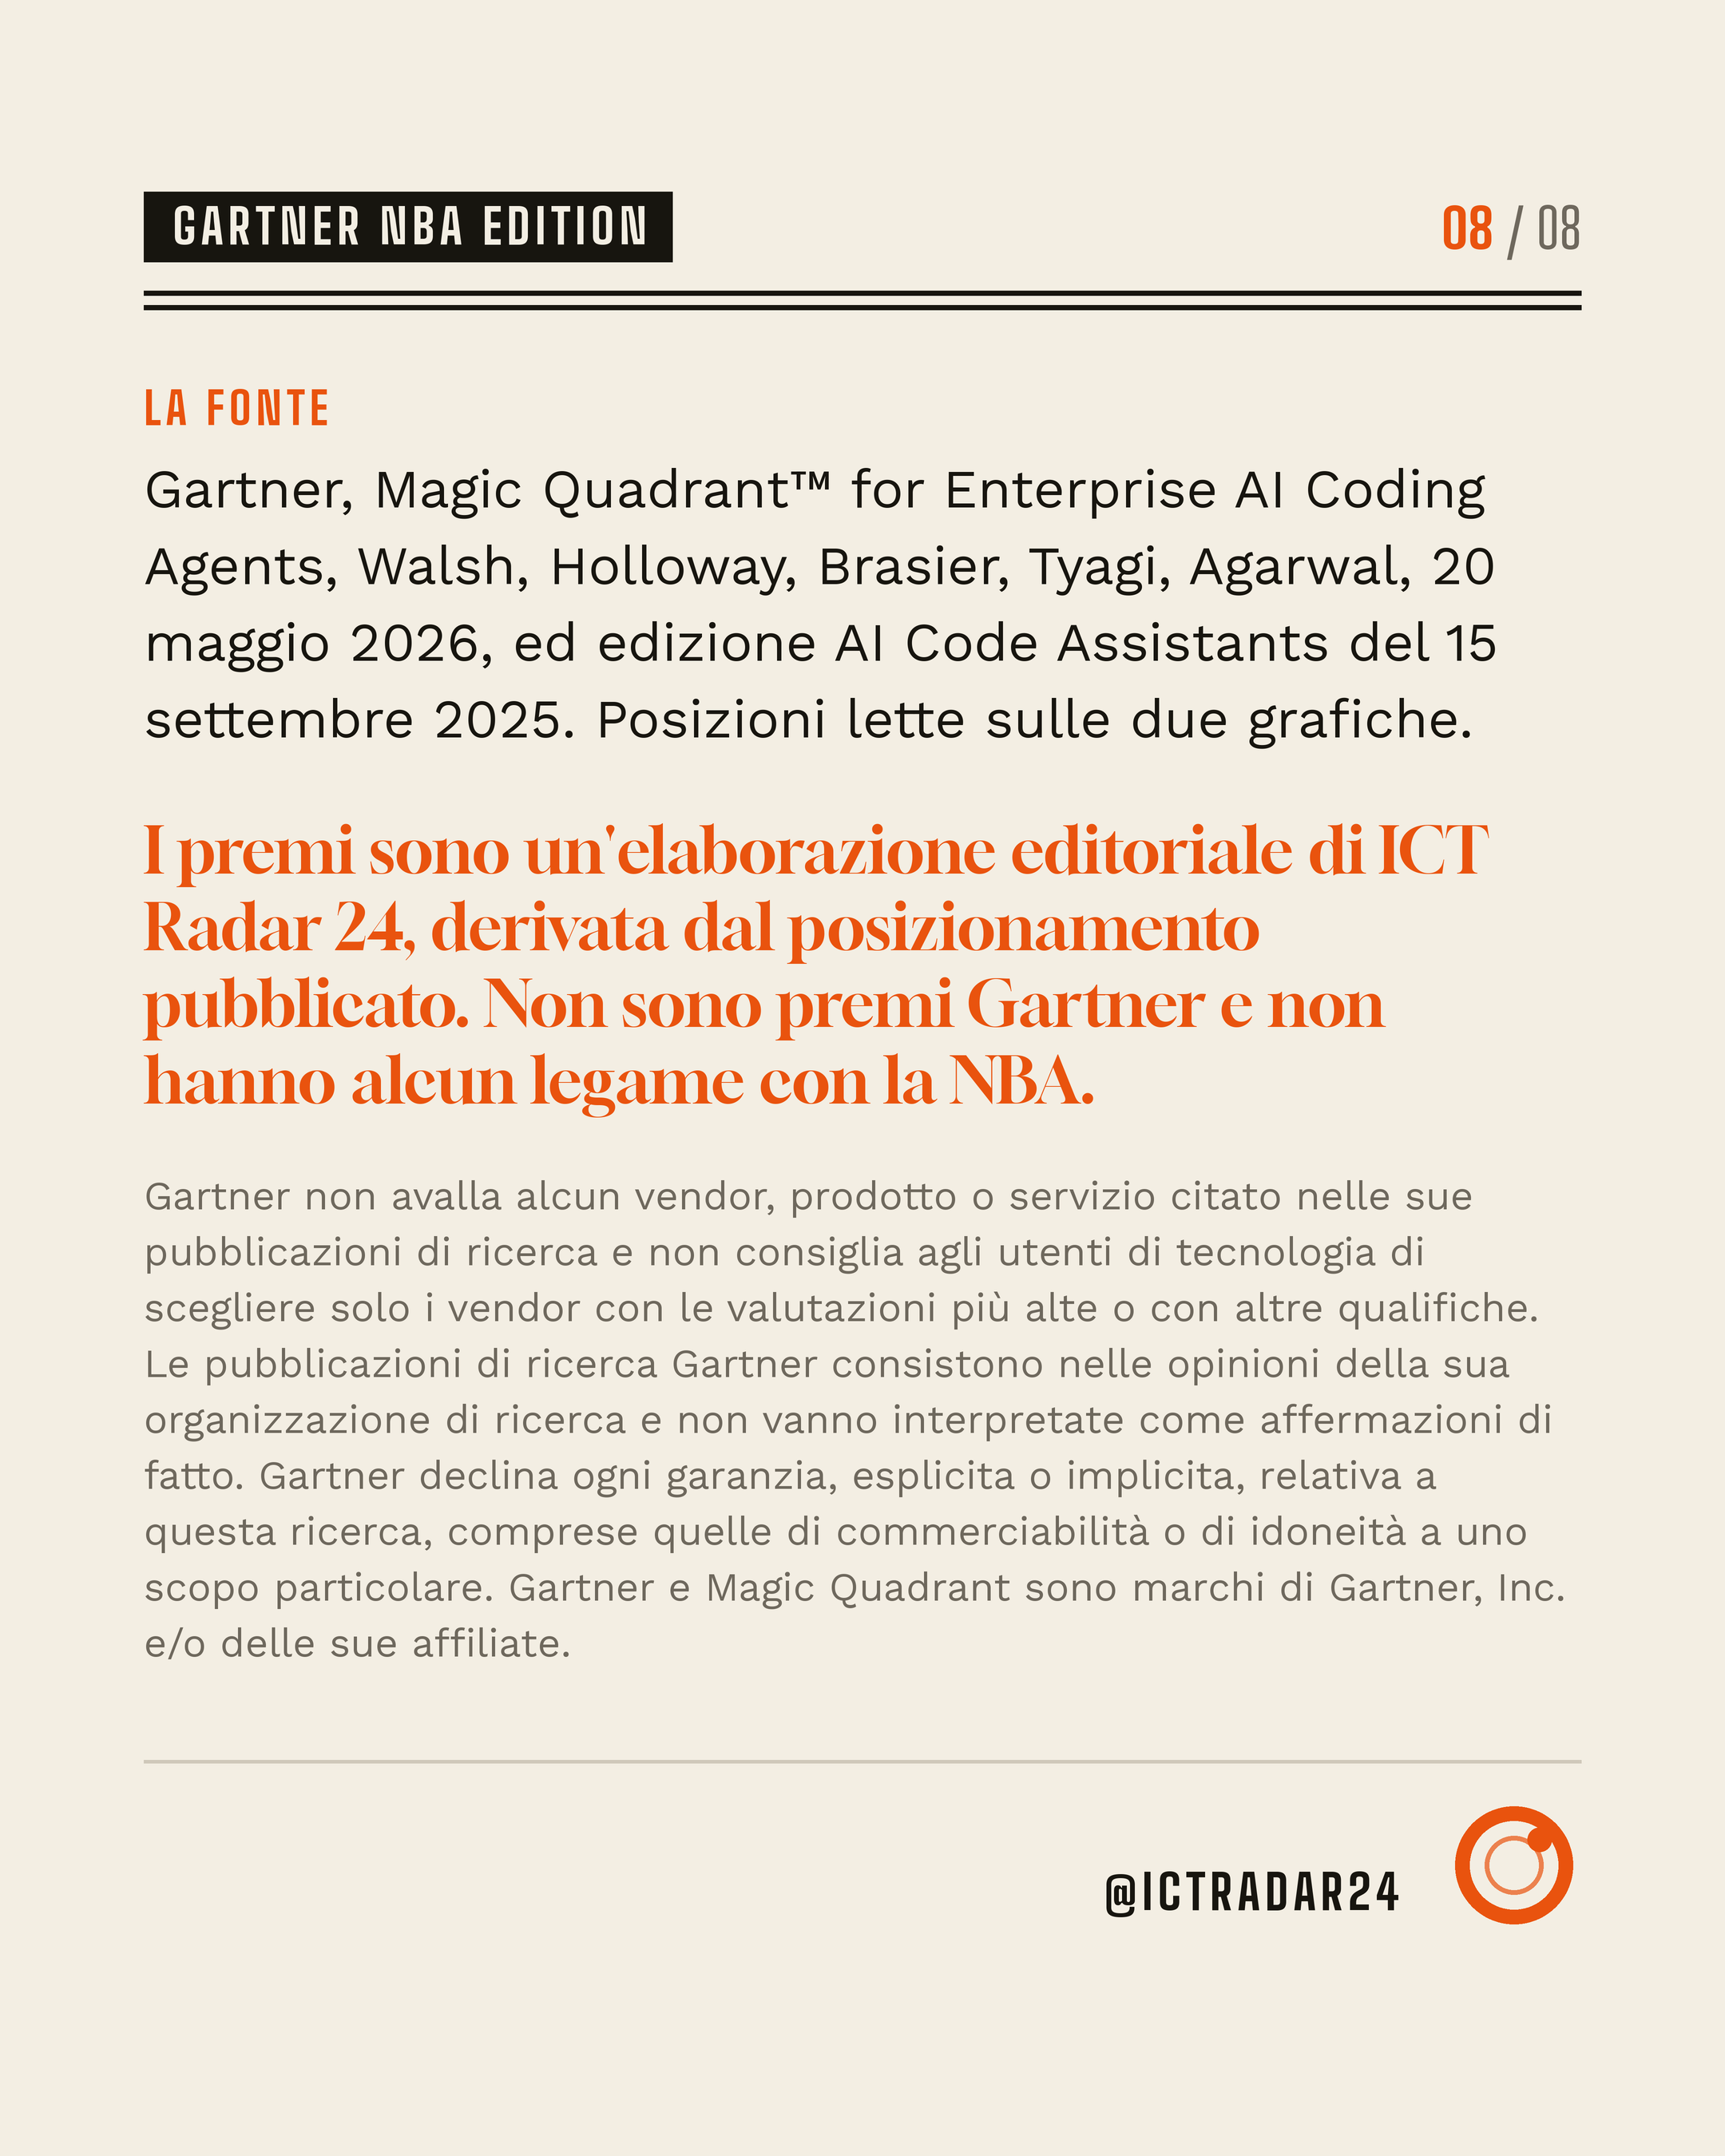 GARTNER NBA EDITION
08 / 08
LA FONTE
Gartner, Magic Quadrant™ for Enterprise AI Coding
Agents, Walsh, Holloway, Brasier, Tyagi, Agarwal, 20
maggio 2026, ed edizione AI Code Assistants del 15
settembre 2025. Posizioni lette sulle due grafiche.
I premi sono un'elaborazione editoriale di ICT
Radar 24, derivata dal posizionamento
pubblicato. Non sono premi Gartner e non
hanno alcun legame con la NBA.
Gartner non avalla alcun vendor, prodotto o servizio citato nelle sue
pubblicazioni di ricerca e non consiglia agli utenti di tecnologia di
scegliere solo i vendor con le valutazioni più alte o con altre qualifiche.
Le pubblicazioni di ricerca Gartner consistono nelle opinioni della sua
organizzazione di ricerca e non vanno interpretate come affermazioni di
fatto. Gartner declina ogni garanzia, esplicita o implicita, relativa a
questa ricerca, comprese quelle di commerciabilità o di idoneità a uno
scopo particolare. Gartner e Magic Quadrant sono marchi di Gartner, Inc.
e/o delle sue affiliate.
@ICTRADAR24